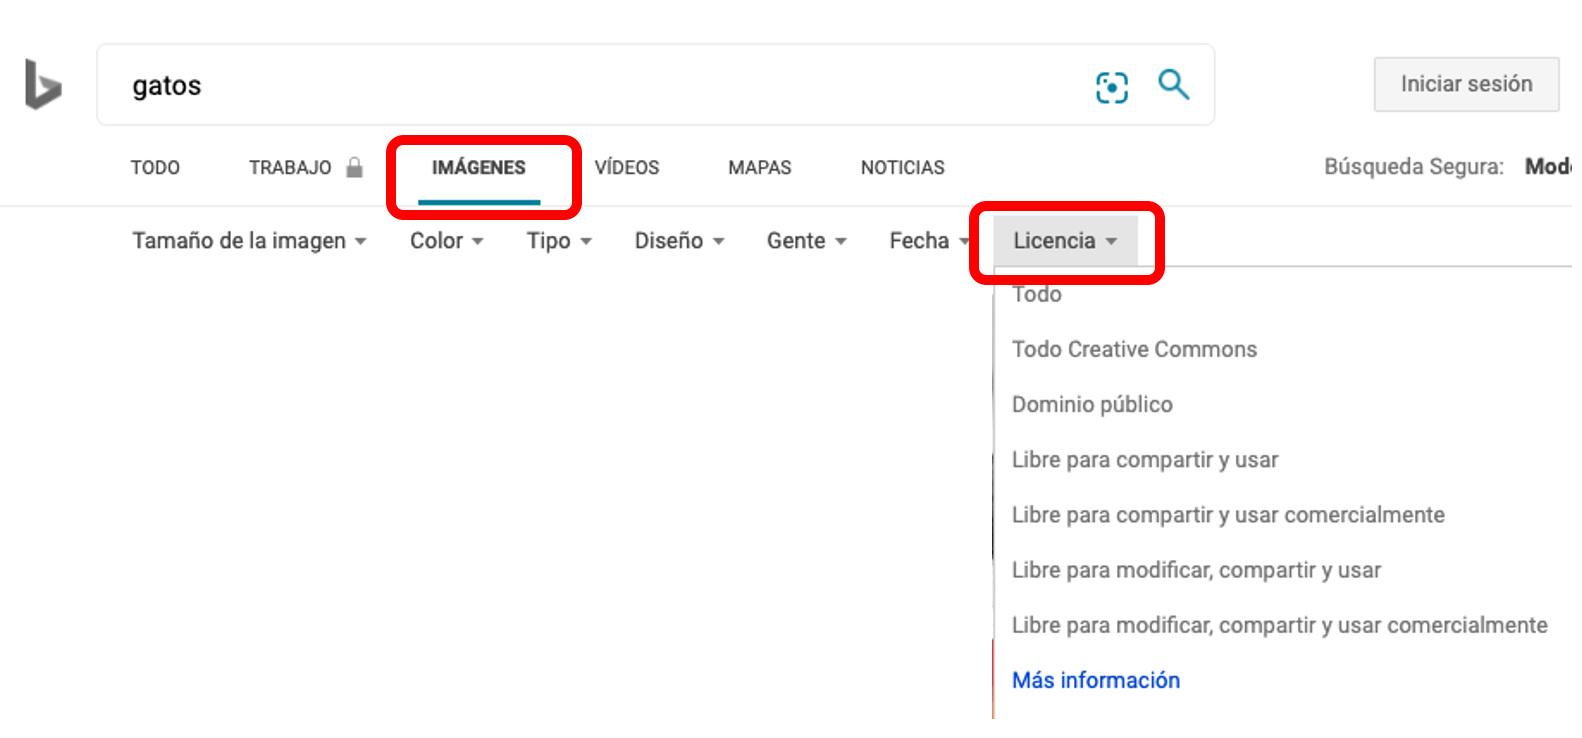 gatos
Iniciar sesión
TODO TRABAJO IMÁGENES VÍDEOS MAPAS NOTICIAS Búsqueda Segura:
Tamaño de la imagen Color Tipo Diseño Gente Fecha Licencia
Todo
Todo Creative Commons
Dominio público
Libre para compartir y usar
Libre para compartir y usar comercialmente
Libre para modificar, compartir y usar
Libre para modificar, compartir y usar comercialmente
Más información